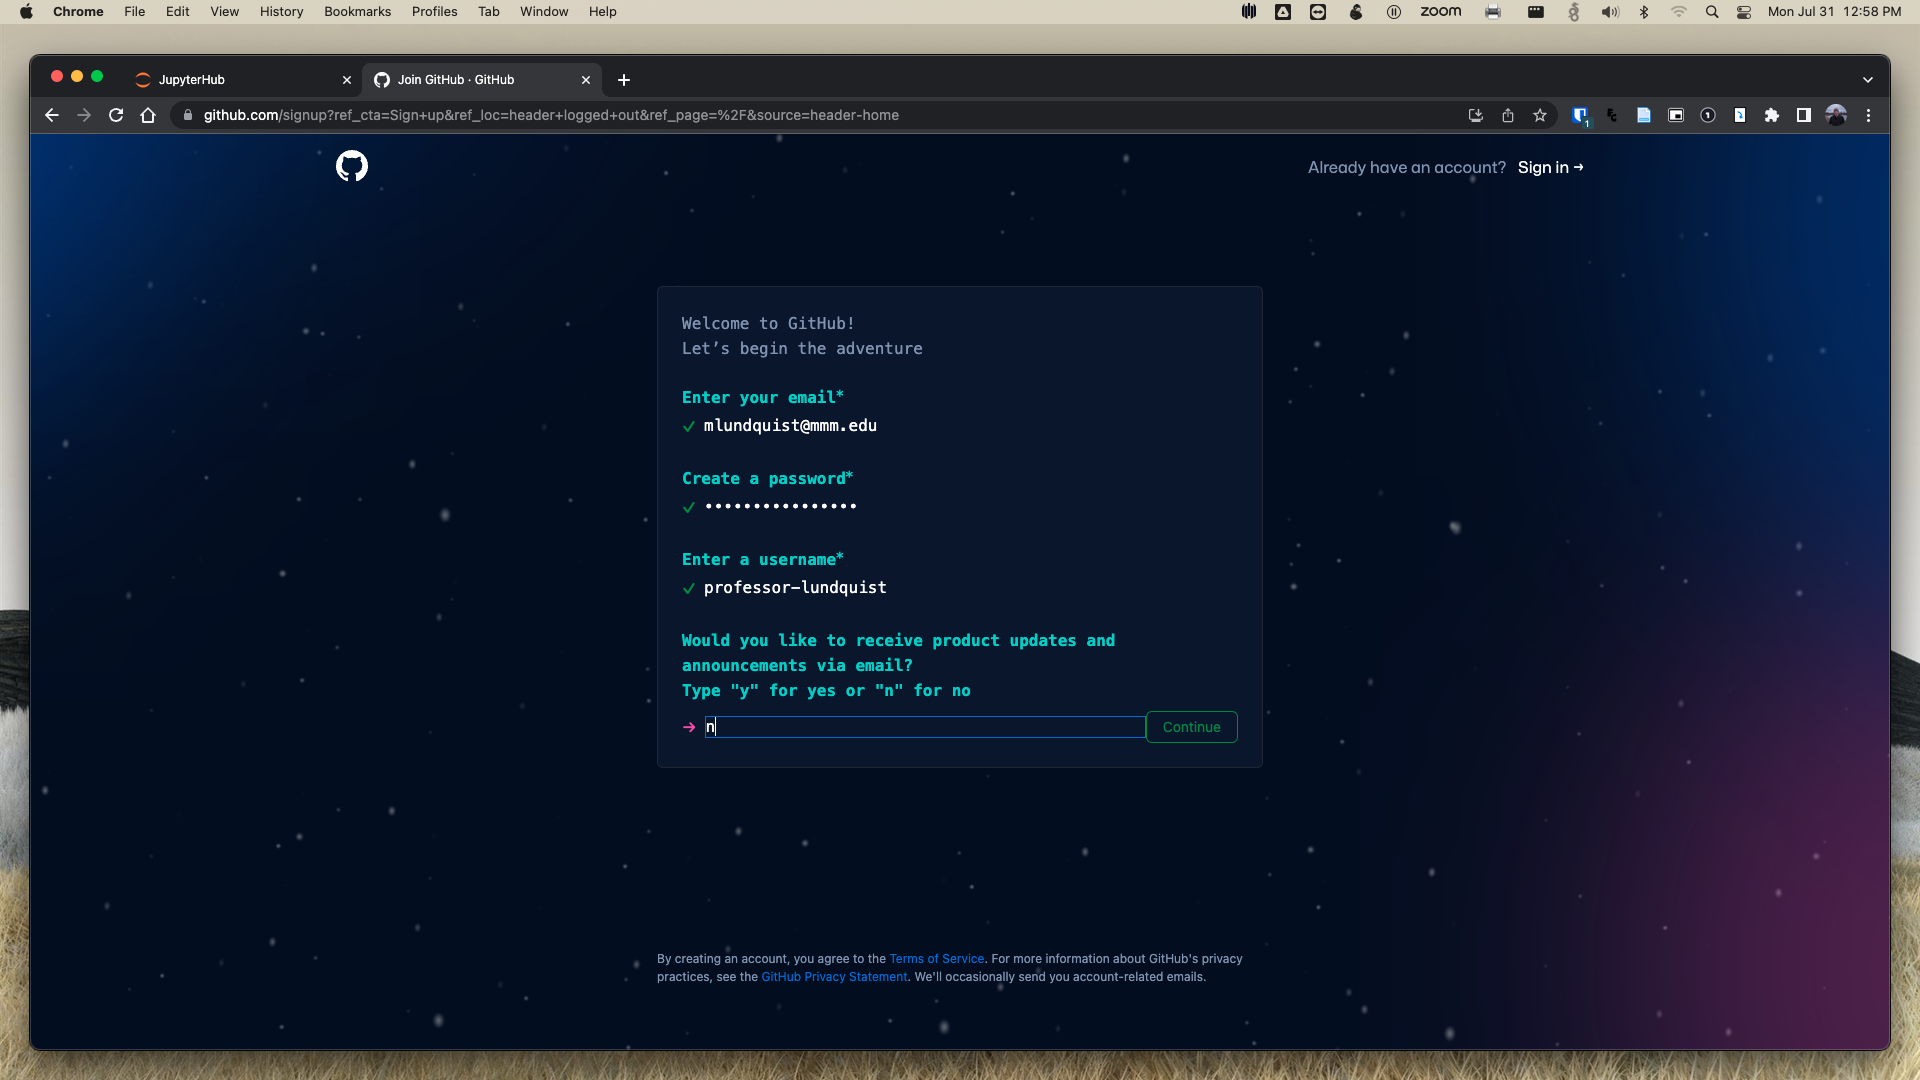 Chrome File Edit View History Bookmarks Profiles Tab Window Help zoom Mon Jul 31 12:58 PM
JupyterHub Join GitHub · GitHub
github.com/signup?ref_cta=Sign+up&ref_loc=header+logged+out&ref_page=%2F&source=header-home
Already have an account? Sign in →
Welcome to GitHub!
Let’s begin the adventure
Enter your email*
✓ mlundquist@mmm.edu
Create a password*
✓ ••••••••••••••••
Enter a username*
✓ professor-lundquist
Would you like to receive product updates and
announcements via email?
Type "y" for yes or "n" for no
→ n Continue
By creating an account, you agree to the Terms of Service. For more information about GitHub's privacy
practices, see the GitHub Privacy Statement. We'll occasionally send you account-related emails.